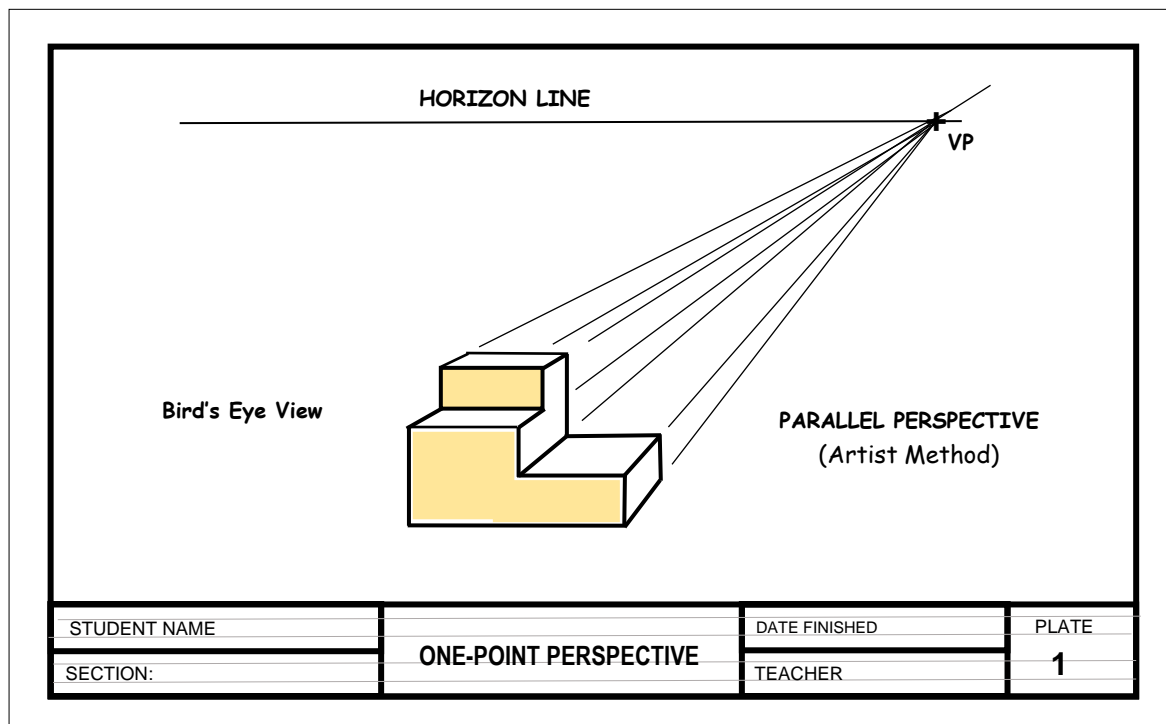 HORIZON LINE
VP
Bird's Eye View
PARALLEL PERSPECTIVE
(Artist Method)
STUDENT NAME
SECTION:
ONE-POINT PERSPECTIVE
DATE FINISHED
TEACHER
PLATE
1